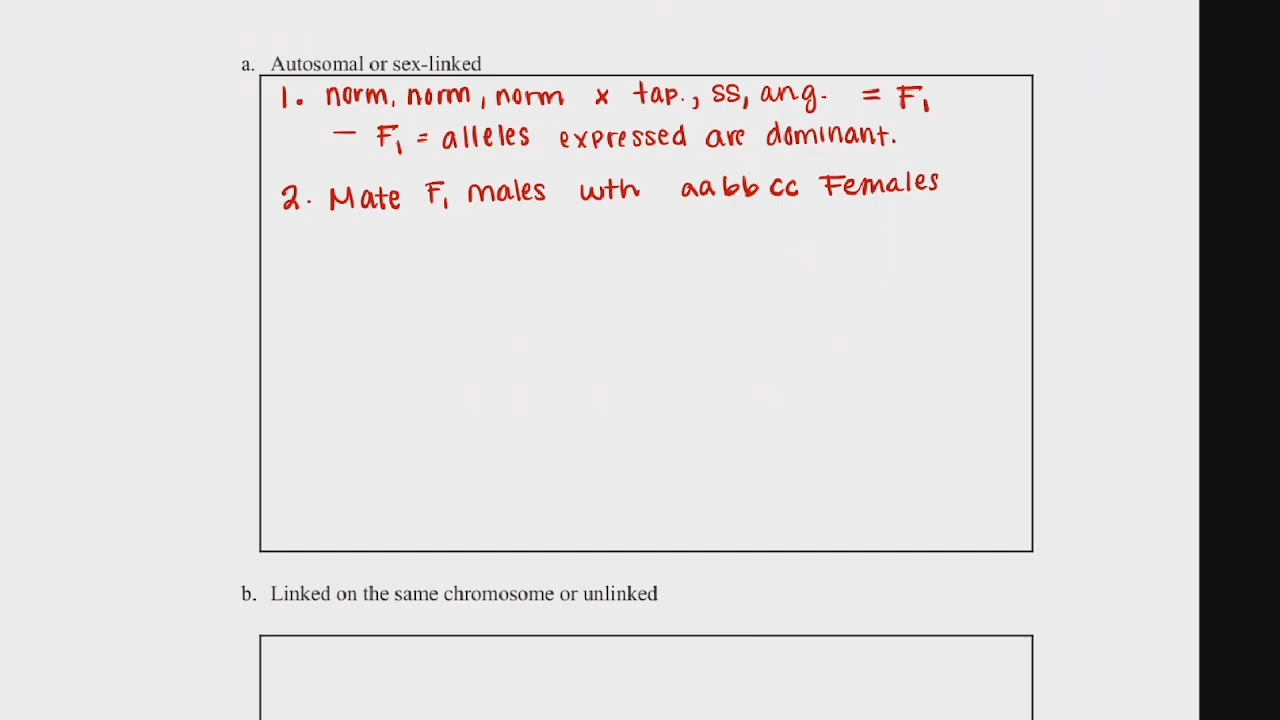 a. Autosomal or sex-linked
1. norm, norm, norm x tap., ss, ang. = F₁
— F₁ = alleles expressed are dominant.
2. Mate F₁ males wth aabbcc Females
b. Linked on the same chromosome or unlinked